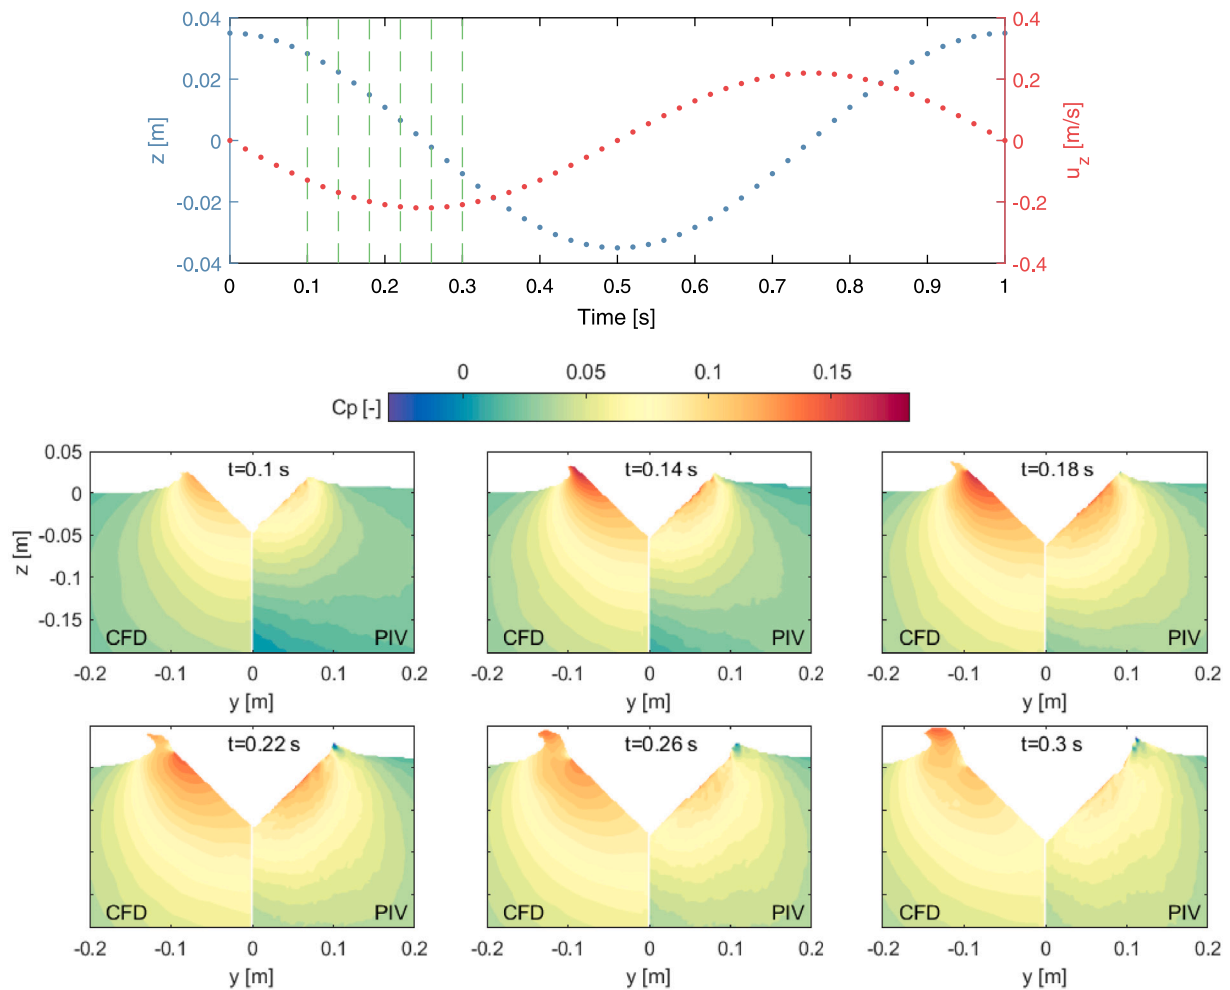 0.04 0.4
0.02 0.2
0 0
-0.02 -0.2
-0.04 -0.4
z [m]
u_z [m/s]
0 0.1 0.2 0.3 0.4 0.5 0.6 0.7 0.8 0.9 1
Time [s]
0 0.05 0.1 0.15
Cp [-]
0.05
0
-0.05
-0.1
-0.15
z [m]
t=0.1 s t=0.14 s t=0.18 s
CFD PIV CFD PIV CFD PIV
-0.2 -0.1 0 0.1 0.2 -0.2 -0.1 0 0.1 0.2 -0.2 -0.1 0 0.1 0.2
y [m] y [m] y [m]
t=0.22 s t=0.26 s t=0.3 s
CFD PIV CFD PIV CFD PIV
-0.2 -0.1 0 0.1 0.2 -0.2 -0.1 0 0.1 0.2 -0.2 -0.1 0 0.1 0.2
y [m] y [m] y [m]